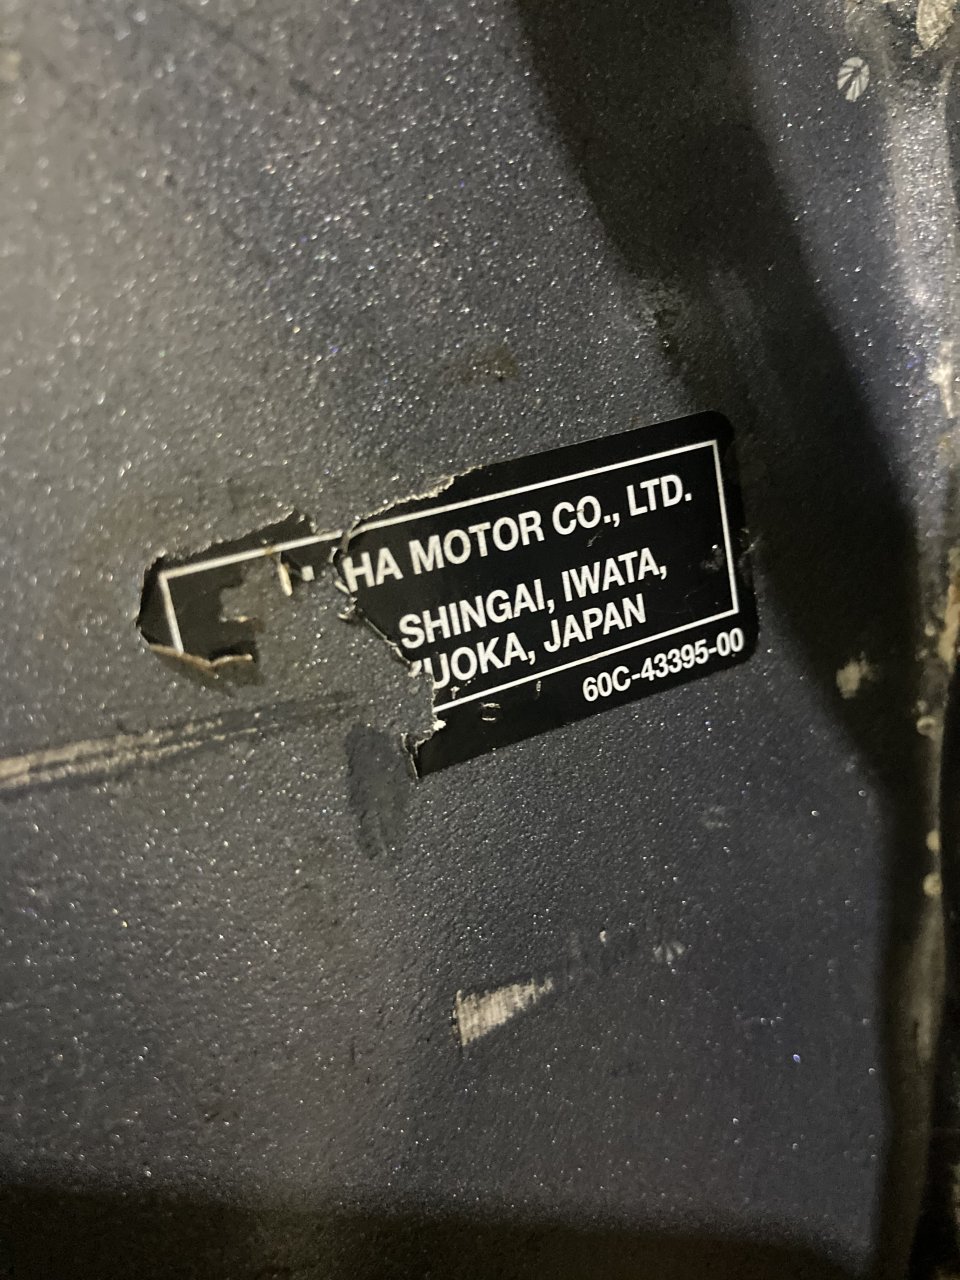 HA MOTOR CO., LTD.
SHINGAI, IWATA,
UOKA, JAPAN
60C-43395-00